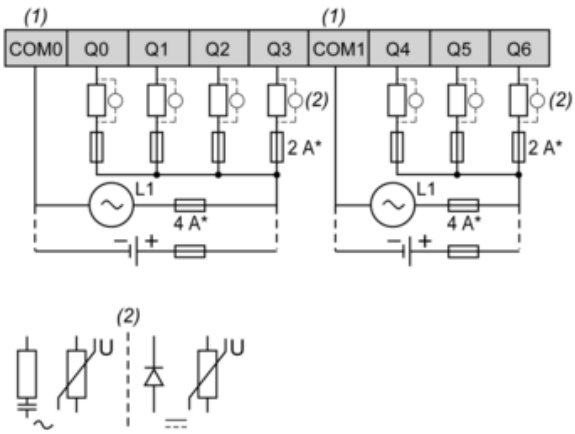 (1) (1)
COM0 Q0 Q1 Q2 Q3 COM1 Q4 Q5 Q6
(2) (2)
2 A* 2 A*
L1 L1
4 A* 4 A*
− + − +
(2)
U U